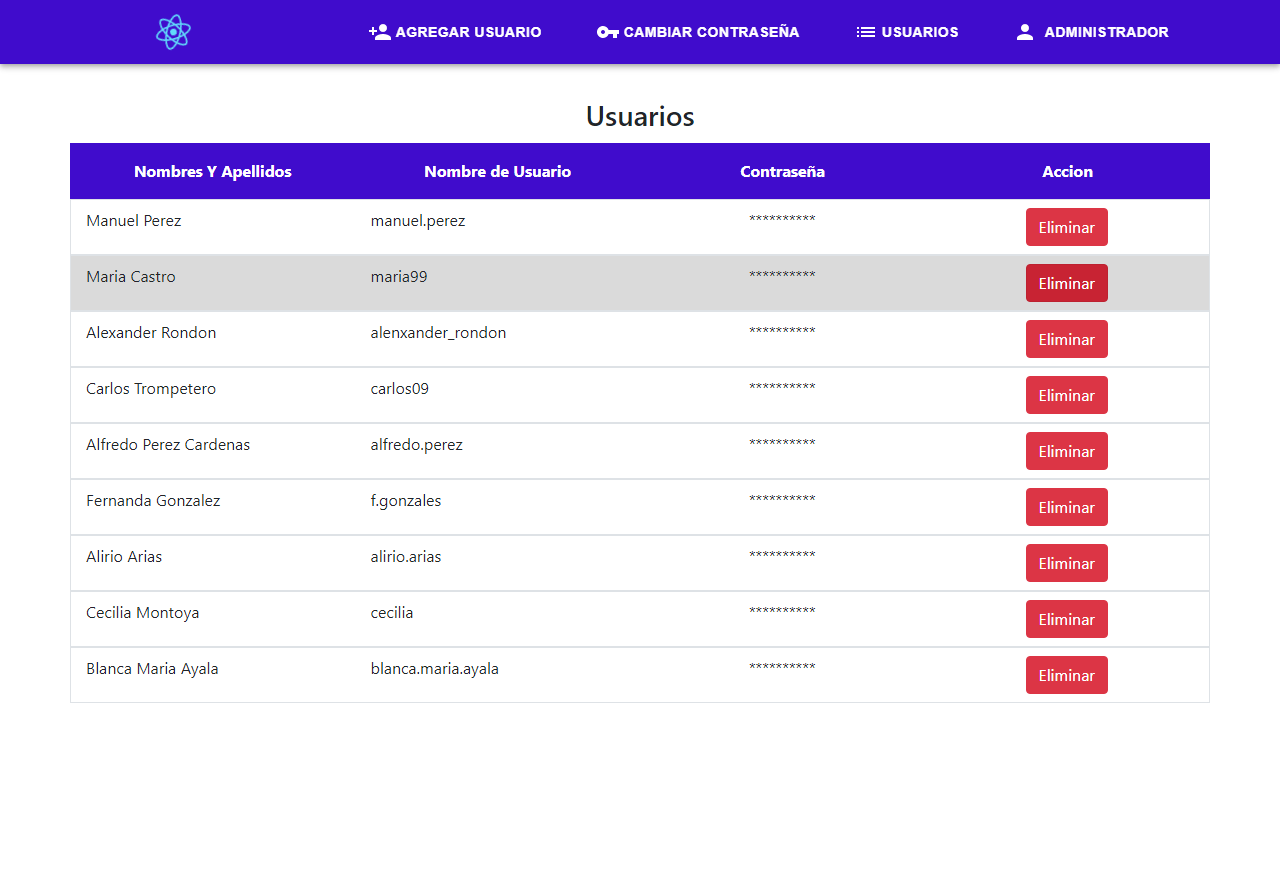 AGREGAR USUARIO CAMBIAR CONTRASEÑA USUARIOS ADMINISTRADOR
Usuarios
Nombres Y Apellidos Nombre de Usuario Contraseña Accion
Manuel Perez manuel.perez ********** Eliminar
Maria Castro maria99 ********** Eliminar
Alexander Rondon alenxander_rondon ********** Eliminar
Carlos Trompetero carlos09 ********** Eliminar
Alfredo Perez Cardenas alfredo.perez ********** Eliminar
Fernanda Gonzalez f.gonzales ********** Eliminar
Alirio Arias alirio.arias ********** Eliminar
Cecilia Montoya cecilia ********** Eliminar
Blanca Maria Ayala blanca.maria.ayala ********** Eliminar